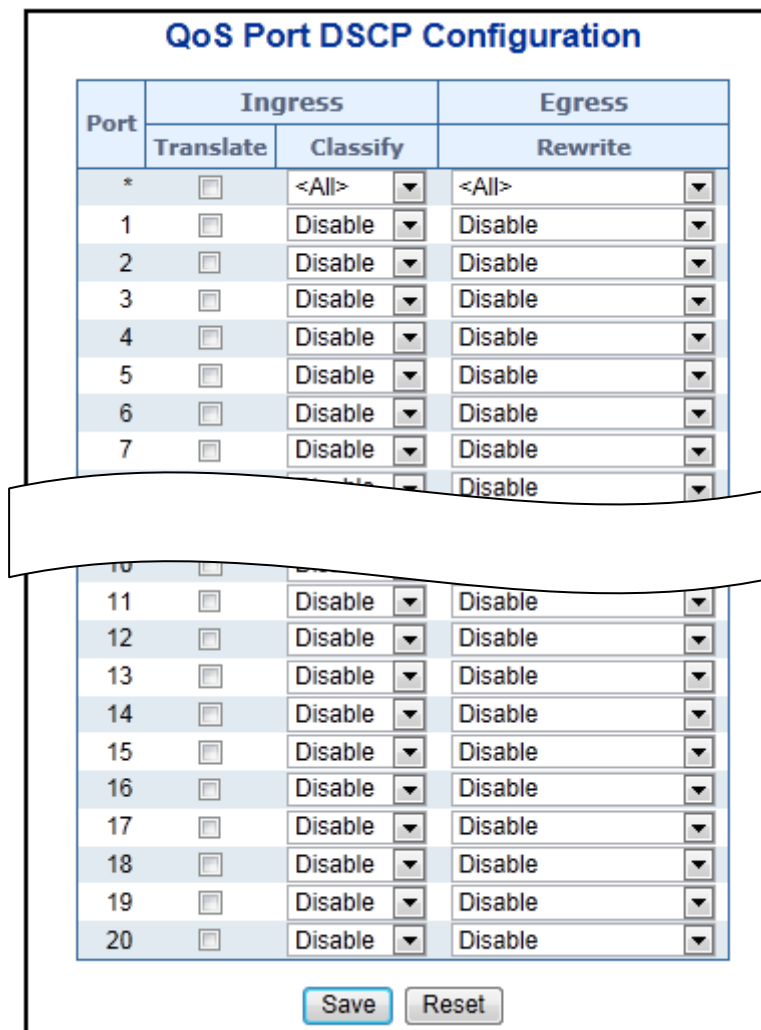 QoS Port DSCP Configuration
Port Ingress Egress
Translate Classify Rewrite
* <All> <All>
1 Disable Disable
2 Disable Disable
3 Disable Disable
4 Disable Disable
5 Disable Disable
6 Disable Disable
7 Disable Disable
Disable
10
11 Disable Disable
12 Disable Disable
13 Disable Disable
14 Disable Disable
15 Disable Disable
16 Disable Disable
17 Disable Disable
18 Disable Disable
19 Disable Disable
20 Disable Disable
Save Reset